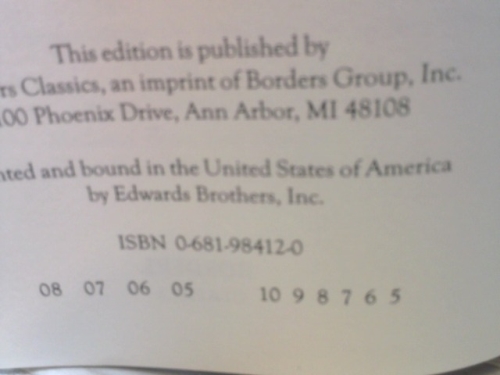 This edition is published by
rs Classics, an imprint of Borders Group, Inc.
00 Phoenix Drive, Ann Arbor, MI 48108
nted and bound in the United States of America
by Edwards Brothers, Inc.
ISBN 0-681-98412-0
08 07 06 05 10 9 8 7 6 5